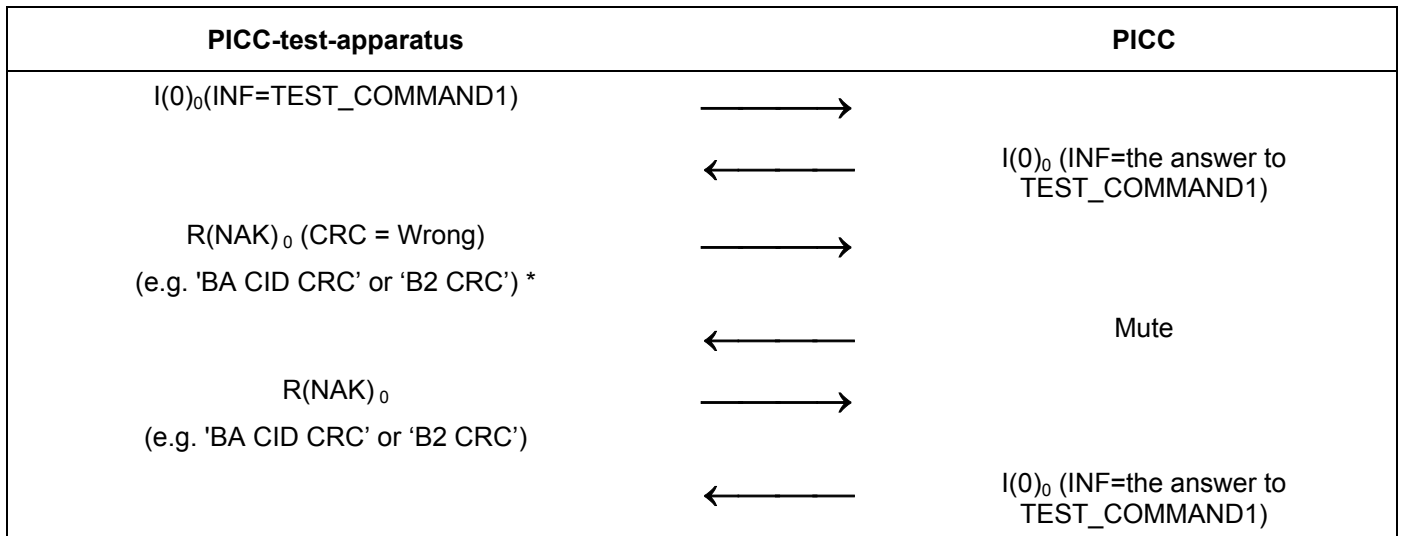 PICC-test-apparatus PICC
I(0)₀(INF=TEST_COMMAND1)
I(0)₀ (INF=the answer to
TEST_COMMAND1)
R(NAK) ₀ (CRC = Wrong)
(e.g. 'BA CID CRC’ or ‘B2 CRC’) *
Mute
R(NAK) ₀
(e.g. 'BA CID CRC’ or ‘B2 CRC’)
I(0)₀ (INF=the answer to
TEST_COMMAND1)